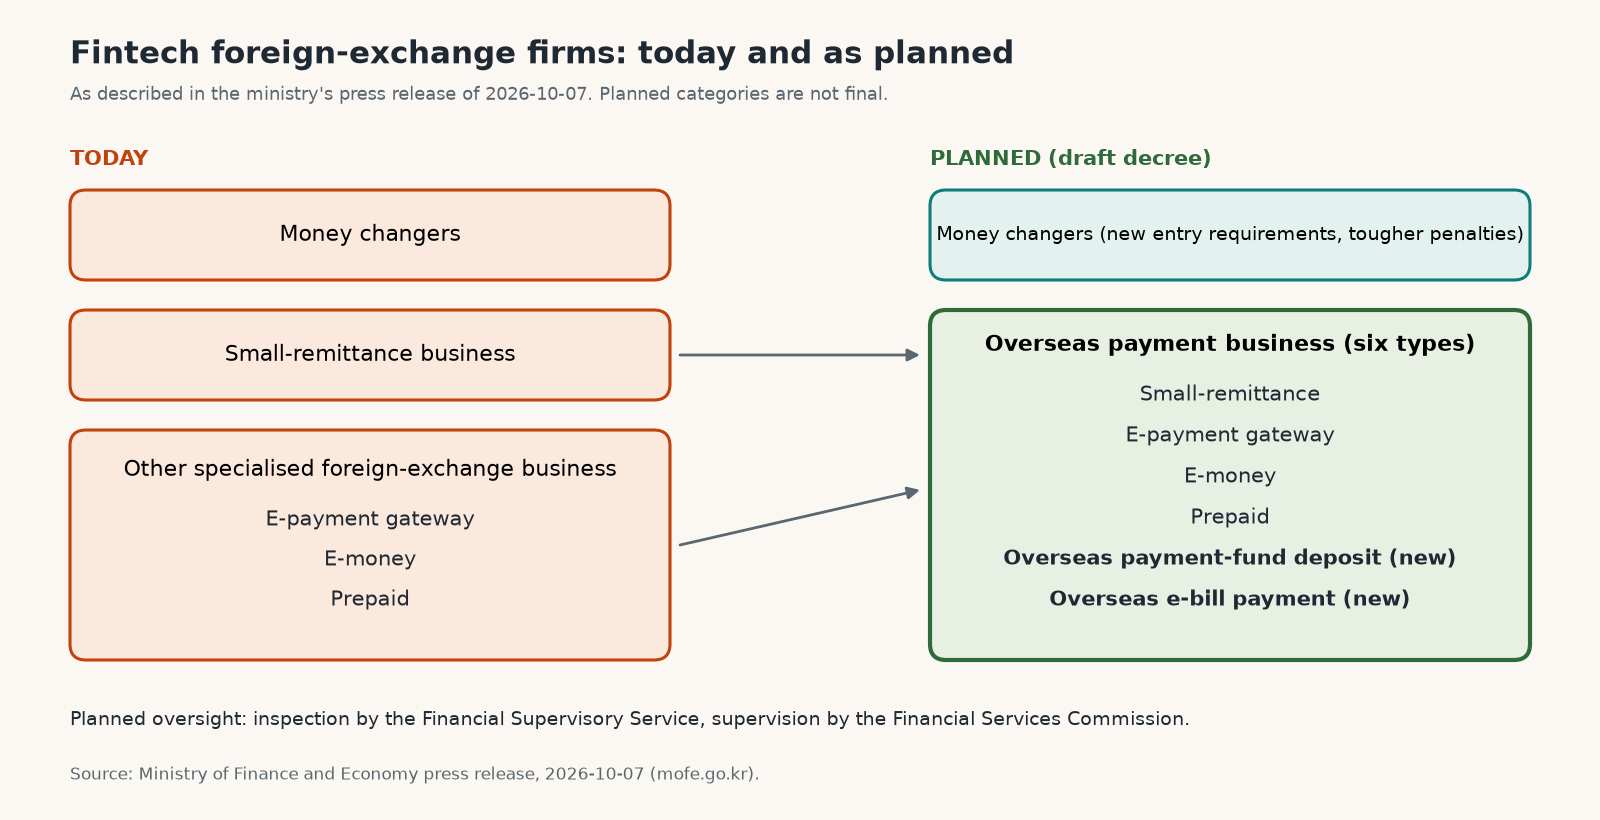 Fintech foreign-exchange firms: today and as planned
As described in the ministry's press release of 2026-10-07. Planned categories are not final.
TODAY
Money changers
Small-remittance business
Other specialised foreign-exchange business
E-payment gateway
E-money
Prepaid
PLANNED (draft decree)
Money changers (new entry requirements, tougher penalties)
Overseas payment business (six types)
Small-remittance
E-payment gateway
E-money
Prepaid
Overseas payment-fund deposit (new)
Overseas e-bill payment (new)
Planned oversight: inspection by the Financial Supervisory Service, supervision by the Financial Services Commission.
Source: Ministry of Finance and Economy press release, 2026-10-07 (mofe.go.kr).